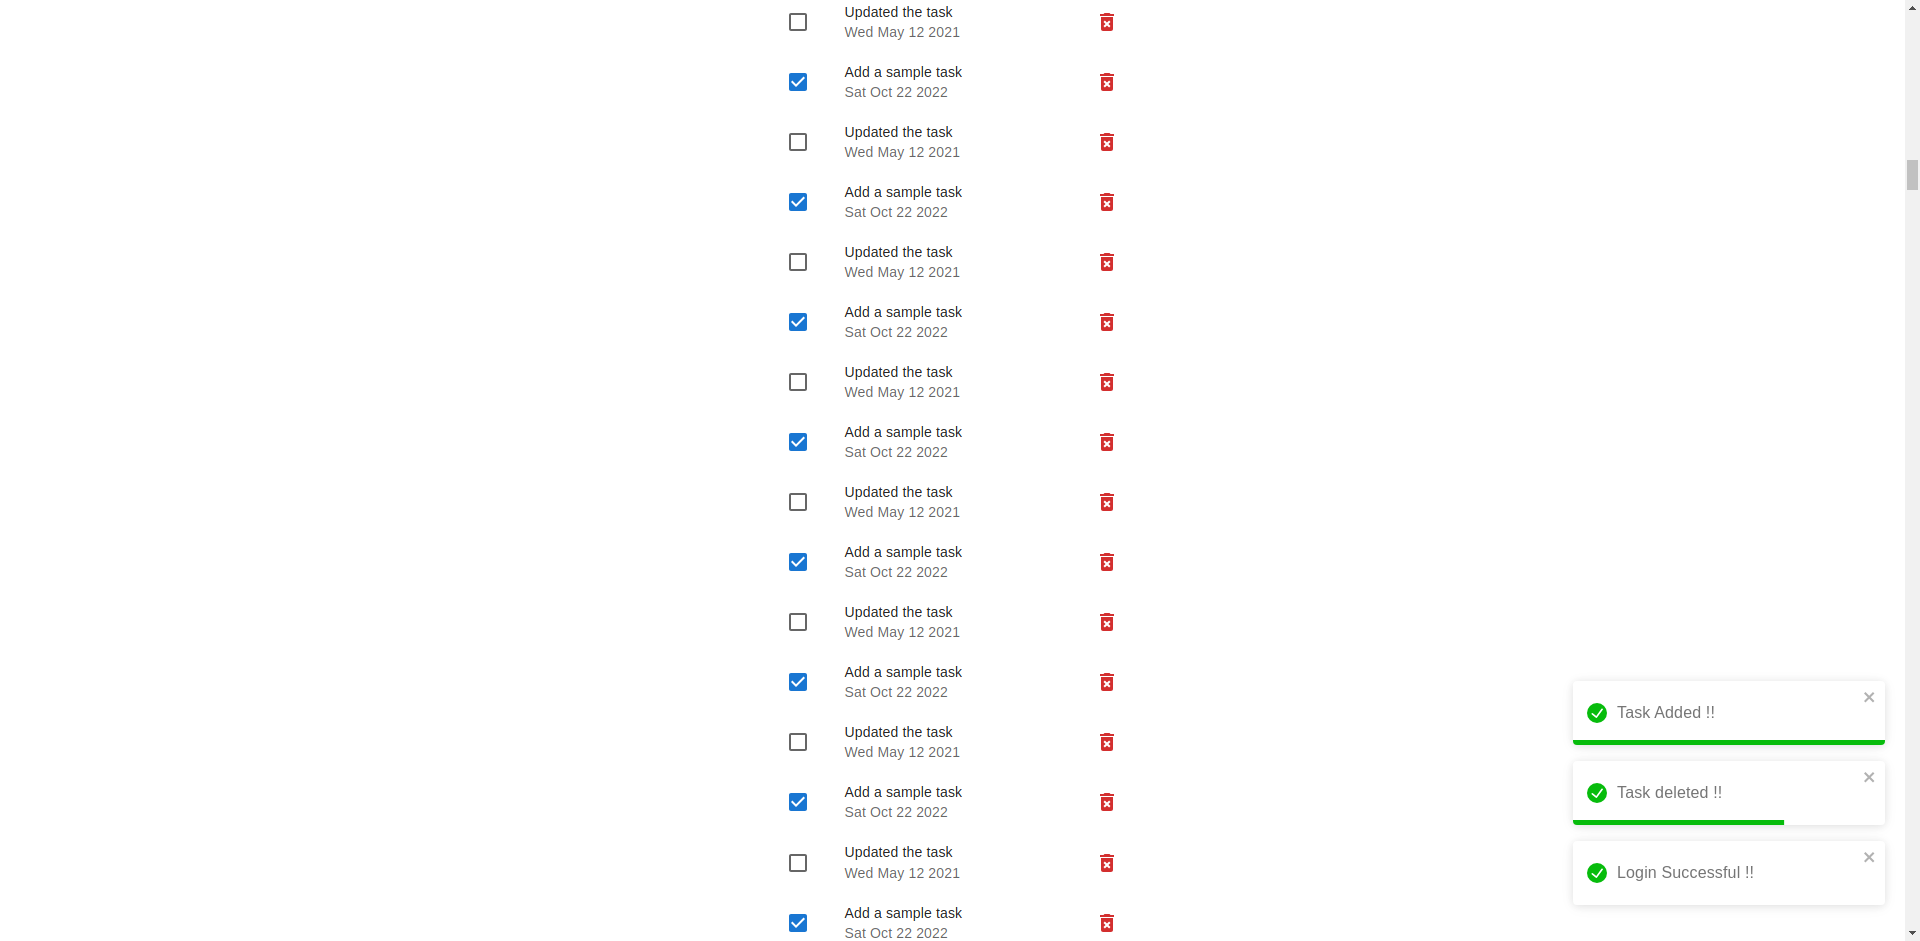 Updated the task
Wed May 12 2021
Add a sample task
Sat Oct 22 2022
Updated the task
Wed May 12 2021
Add a sample task
Sat Oct 22 2022
Updated the task
Wed May 12 2021
Add a sample task
Sat Oct 22 2022
Updated the task
Wed May 12 2021
Add a sample task
Sat Oct 22 2022
Updated the task
Wed May 12 2021
Add a sample task
Sat Oct 22 2022
Updated the task
Wed May 12 2021
Add a sample task
Sat Oct 22 2022
Updated the task
Wed May 12 2021
Add a sample task
Sat Oct 22 2022
Updated the task
Wed May 12 2021
Add a sample task
Sat Oct 22 2022
Task Added !!
Task deleted !!
Login Successful !!